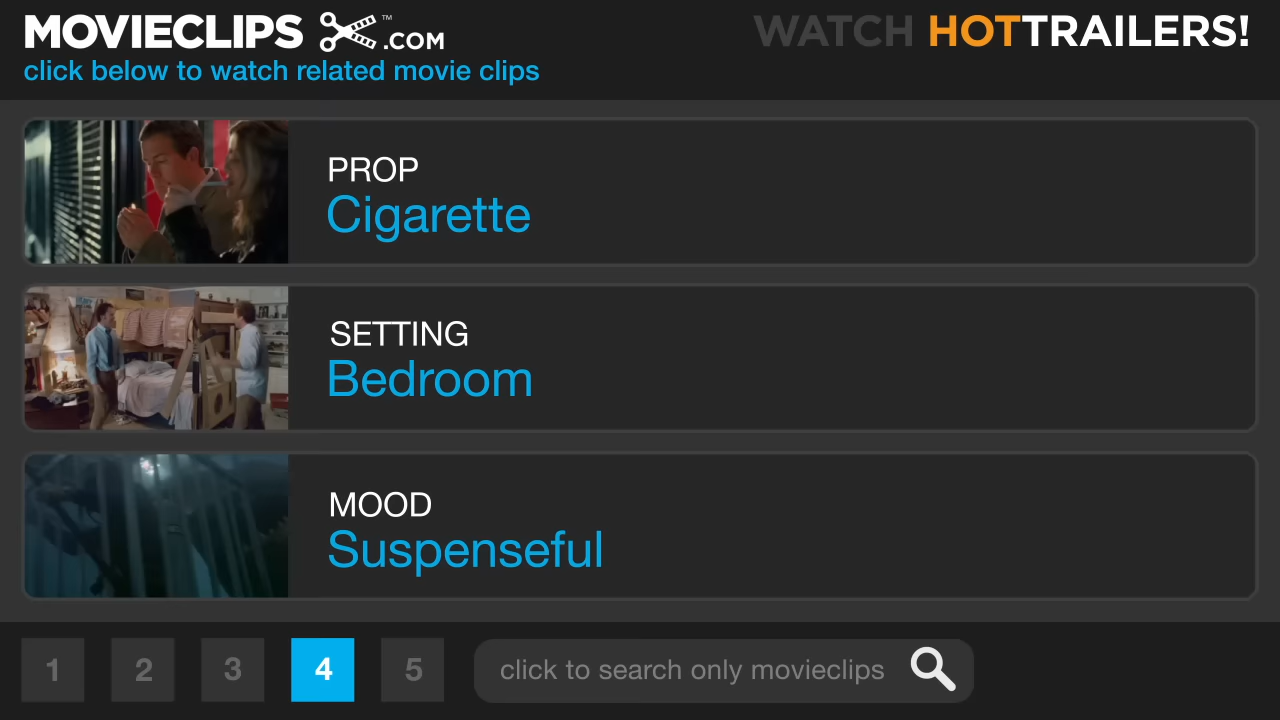 MOVIECLIPS ™ .COM
WATCH HOTTRAILERS!
click below to watch related movie clips
PROP
Cigarette
SETTING
Bedroom
MOOD
Suspenseful
1 2 3 4 5 click to search only movieclips